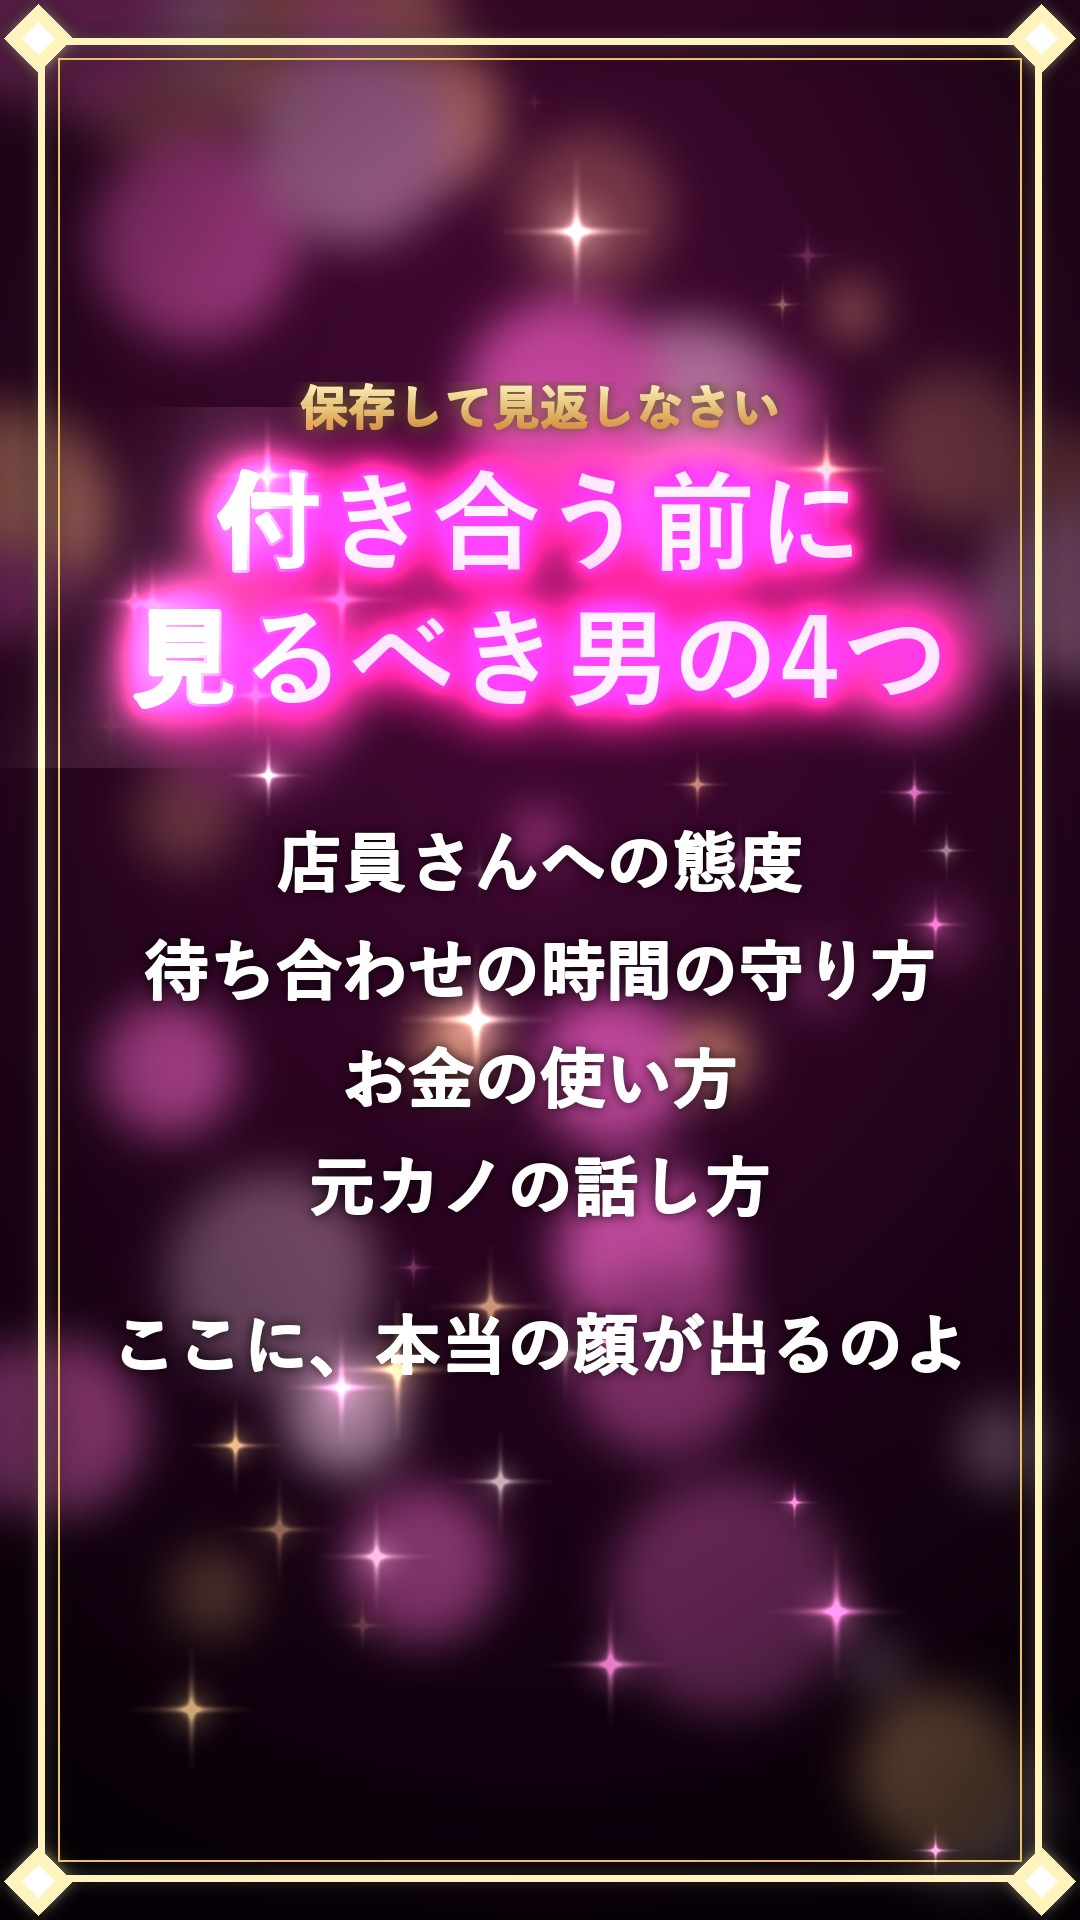 保存して見返しなさい
付き合う前に
見るべき男の4つ
店員さんへの態度
待ち合わせの時間の守り方
お金の使い方
元カノの話し方
ここに、本当の顔が出るのよ